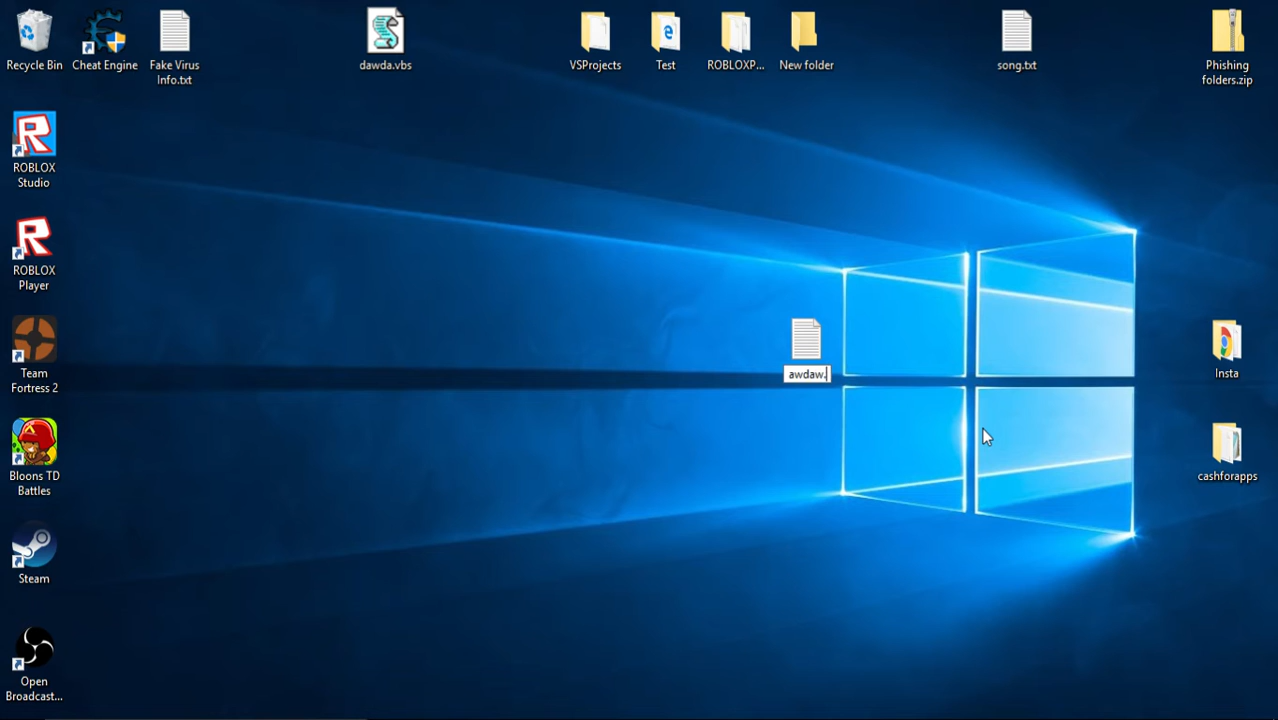 Recycle Bin
Cheat Engine
Fake Virus
Info.txt
dawda.vbs
VSProjects
Test
ROBLOXP...
New folder
song.txt
Phishing
folders.zip
ROBLOX
Studio
ROBLOX
Player
awdaw.
Team
Fortress 2
Insta
Bloons TD
Battles
cashforapps
Steam
Open
Broadcast...